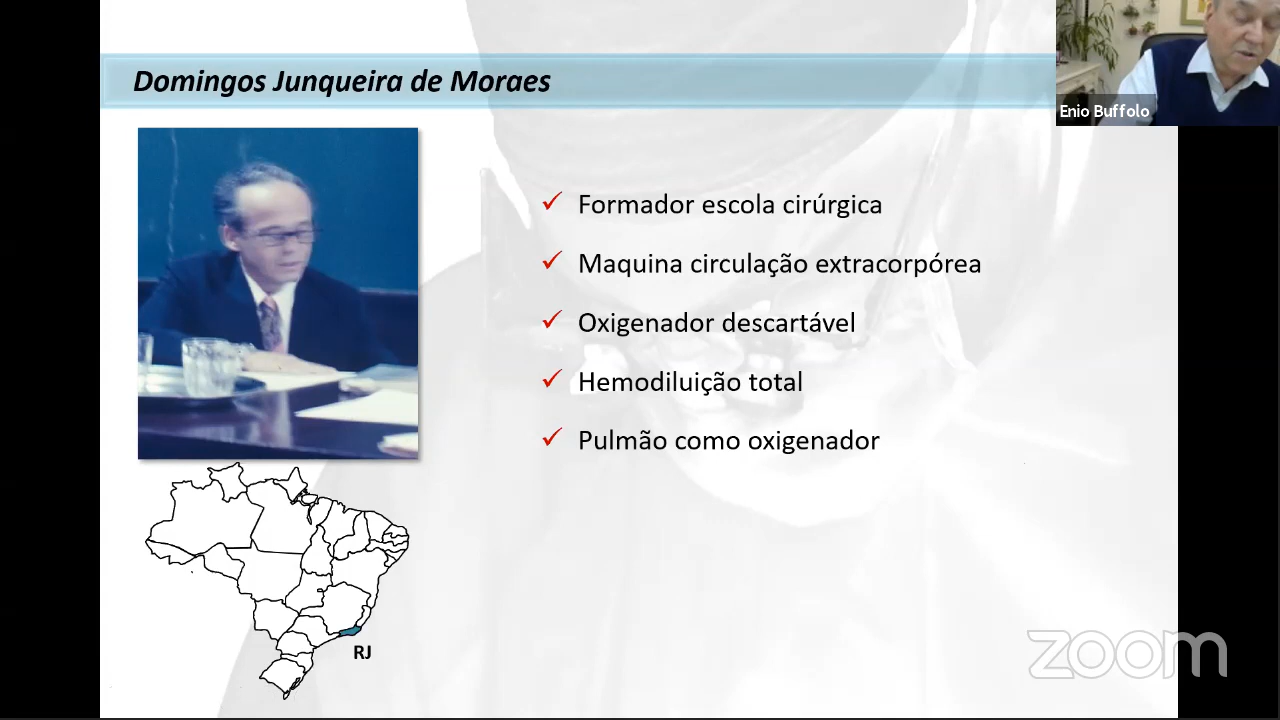 Domingos Junqueira de Moraes
Enio Buffolo
Formador escola cirúrgica
Maquina circulação extracorpórea
Oxigenador descartável
Hemodiluição total
Pulmão como oxigenador
RJ
zoom